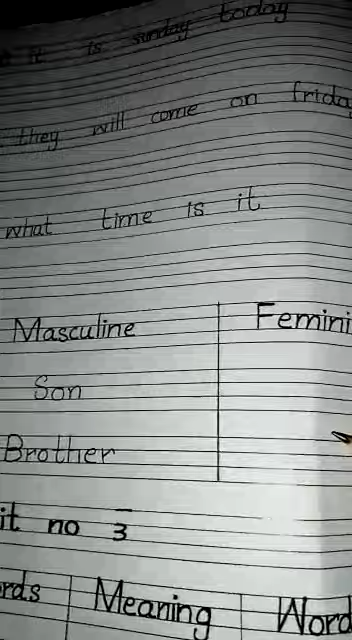 it is sunday today
they will come on frida
what time is it
Masculine Femini
Son
Brother
it no 3
rds Meaning Word